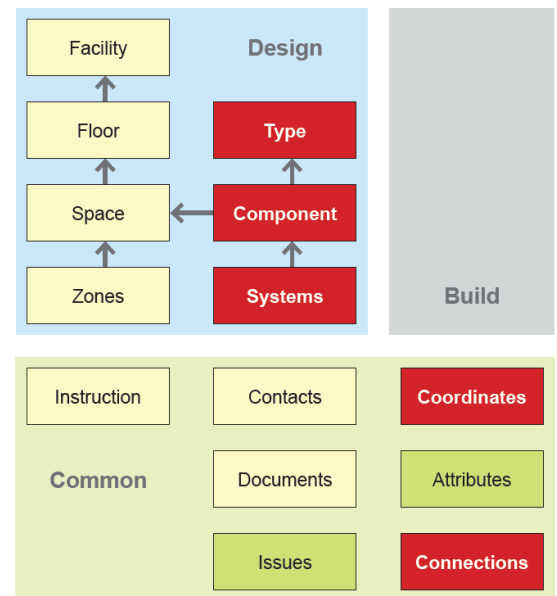 Facility
Design
Floor
Type
Space
Component
Zones
Systems
Build
Instruction
Contacts
Coordinates
Common
Documents
Attributes
Issues
Connections